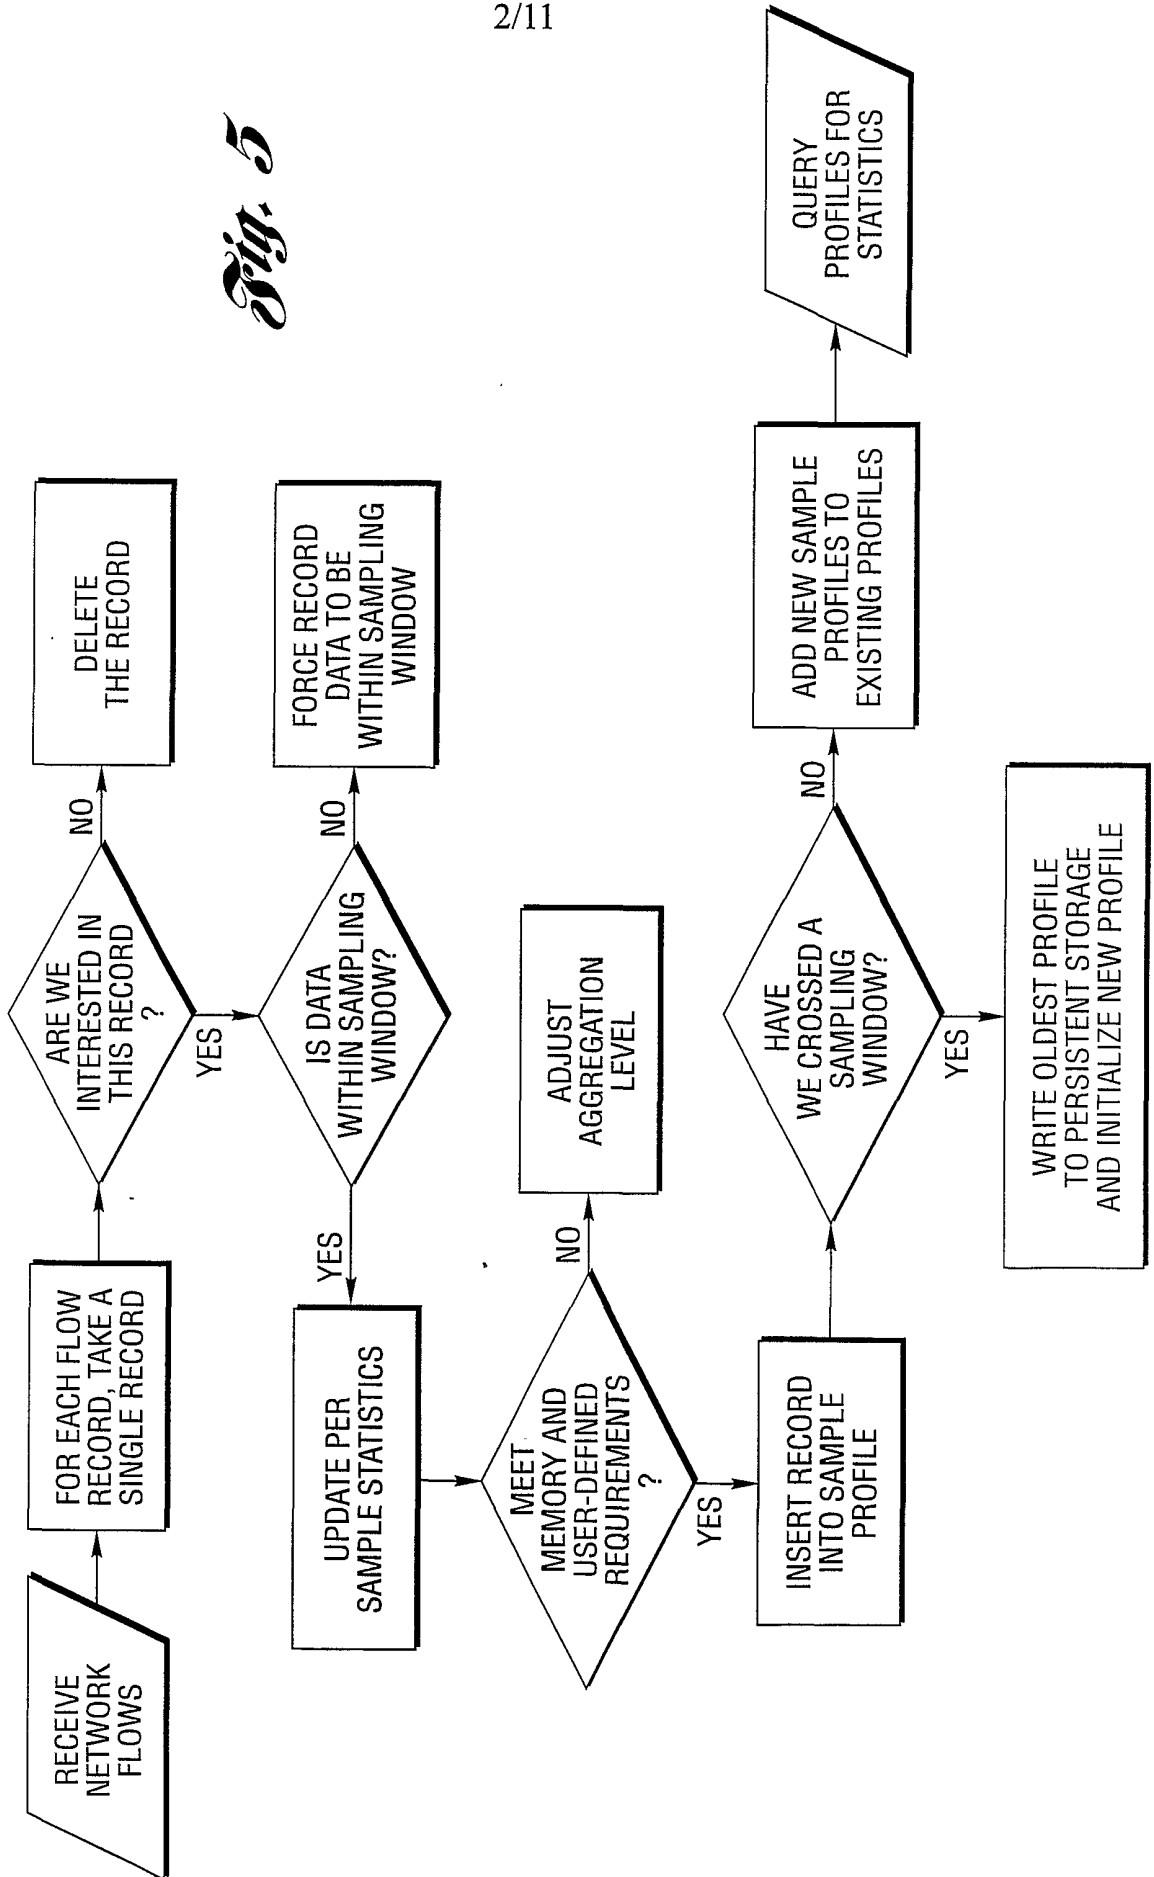 2/11
Fig. 5
RECEIVE
NETWORK
FLOWS
FOR EACH FLOW
RECORD, TAKE A
SINGLE RECORD
ARE WE
INTERESTED IN
THIS RECORD
?
NO
DELETE
THE RECORD
YES
IS DATA
WITHIN SAMPLING
WINDOW?
NO
FORCE RECORD
DATA TO BE
WITHIN SAMPLING
WINDOW
YES
UPDATE PER
SAMPLE STATISTICS
MEET
MEMORY AND
USER-DEFINED
REQUIREMENTS
?
NO
ADJUST
AGGREGATION
LEVEL
YES
INSERT RECORD
INTO SAMPLE
PROFILE
HAVE
WE CROSSED A
SAMPLING
WINDOW?
NO
ADD NEW SAMPLE
PROFILES TO
EXISTING PROFILES
QUERY
PROFILES FOR
STATISTICS
YES
WRITE OLDEST PROFILE
TO PERSISTENT STORAGE
AND INITIALIZE NEW PROFILE